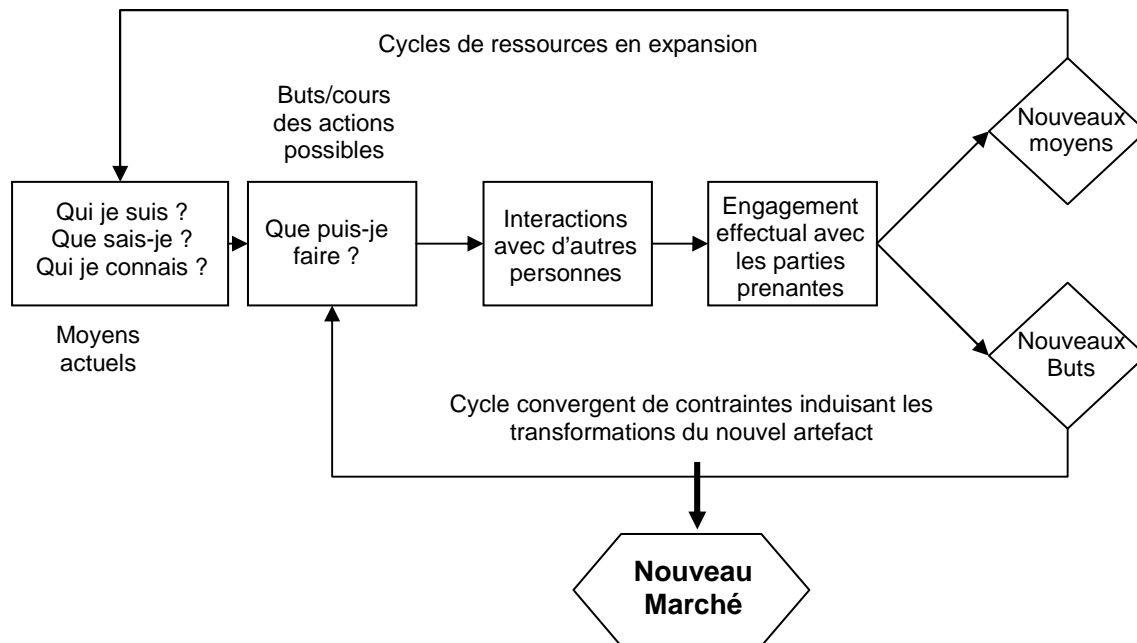 Cycles de ressources en expansion
Buts/cours
des actions
possibles
Nouveaux
moyens
Qui je suis ?
Que sais-je ?
Qui je connais ?
Que puis-je
faire ?
Interactions
avec d'autres
personnes
Engagement
effectual avec
les parties
prenantes
Moyens
actuels
Nouveaux
Buts
Cycle convergent de contraintes induisant les
transformations du nouvel artefact
Nouveau
Marché